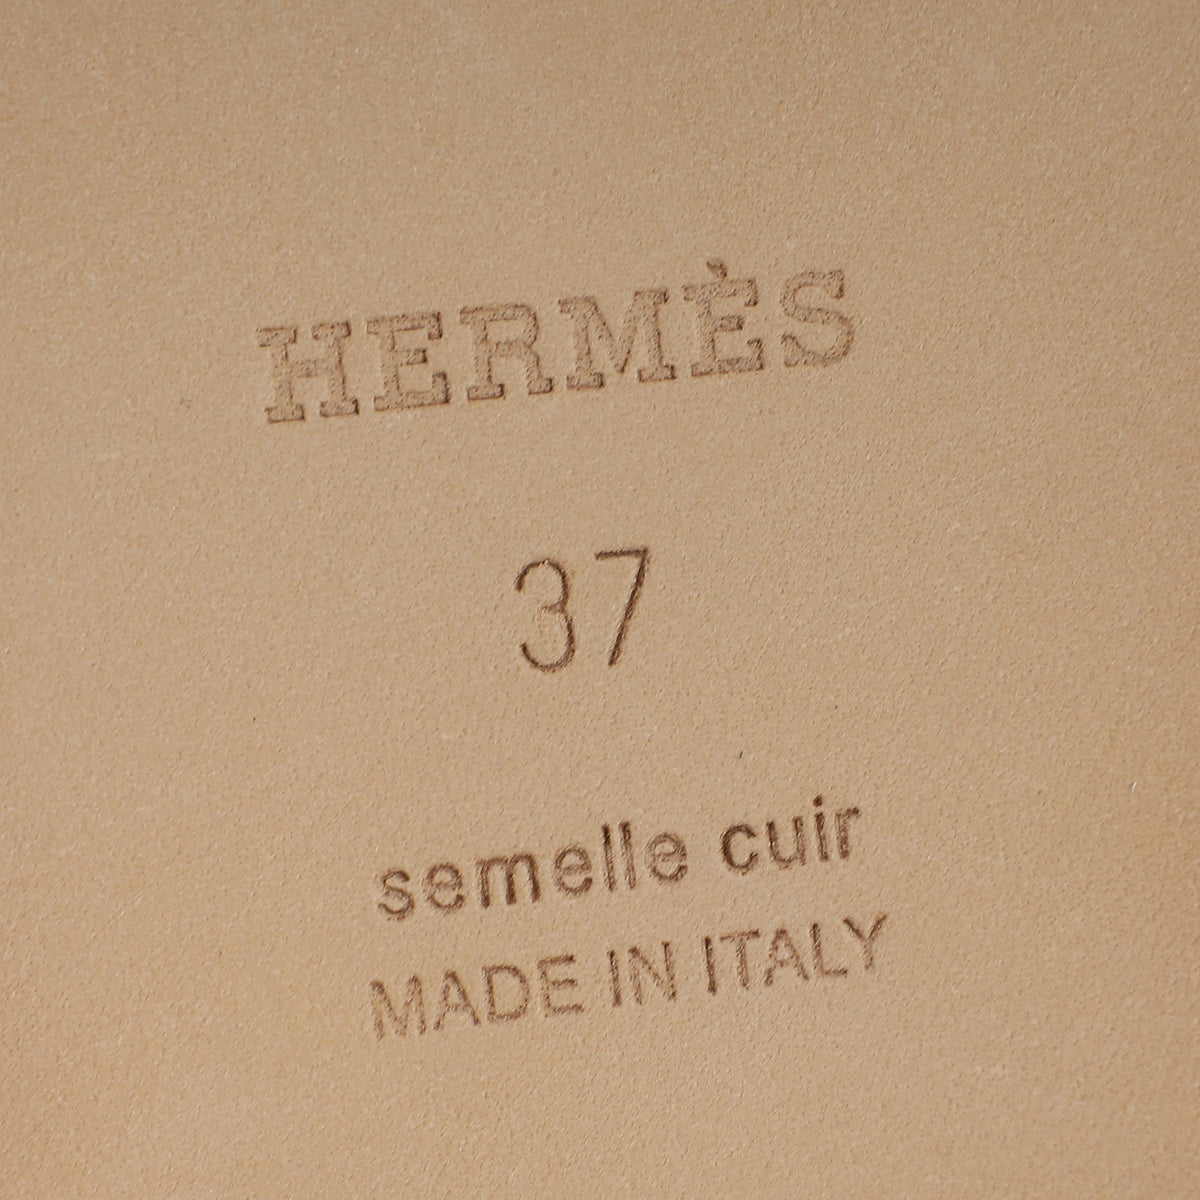 HERMÈS
37
semelle cuir
MADE IN ITALY